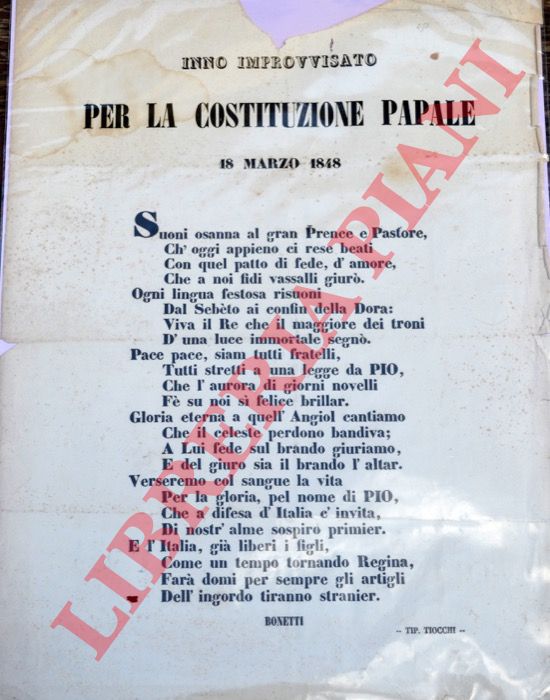 INNO IMPROVVISATO
PER LA COSTITUZIONE PAPALE
18 MARZO 1848
Suoni osanna al gran Prence e Pastore,
Ch' oggi appieno ci rese beati
Con quel patto di fede, d' amore,
Che a noi fidi vassalli giurò.
Ogni lingua festosa risuoni
Dal Sebèto ai confin della Dora:
Viva il Re che il maggiore dei troni
D' una luce immortale segnò.
Pace pace, siam tutti fratelli,
Tutti stretti a una legge da PIO,
Che l' aurora di giorni novelli
Fè su noi sì felice brillar.
Gloria eterna a quell' Angiol cantiamo
Che il celeste perdono bandiva;
A Lui fede sul brando giuriamo,
E del giuro sia il brando l' altar.
Verseremo col sangue la vita
Per la gloria, pel nome di PIO,
Che a difesa d' Italia c' invita,
Di nostr' alme sospiro primier.
E l' Italia, già liberi i figli,
Come un tempo tornando Regina,
Farà domi per sempre gli artigli
Dell' ingordo tiranno stranier.
BONETTI
-- TIP. TIOCCHI --
LIBRERIA PIANI